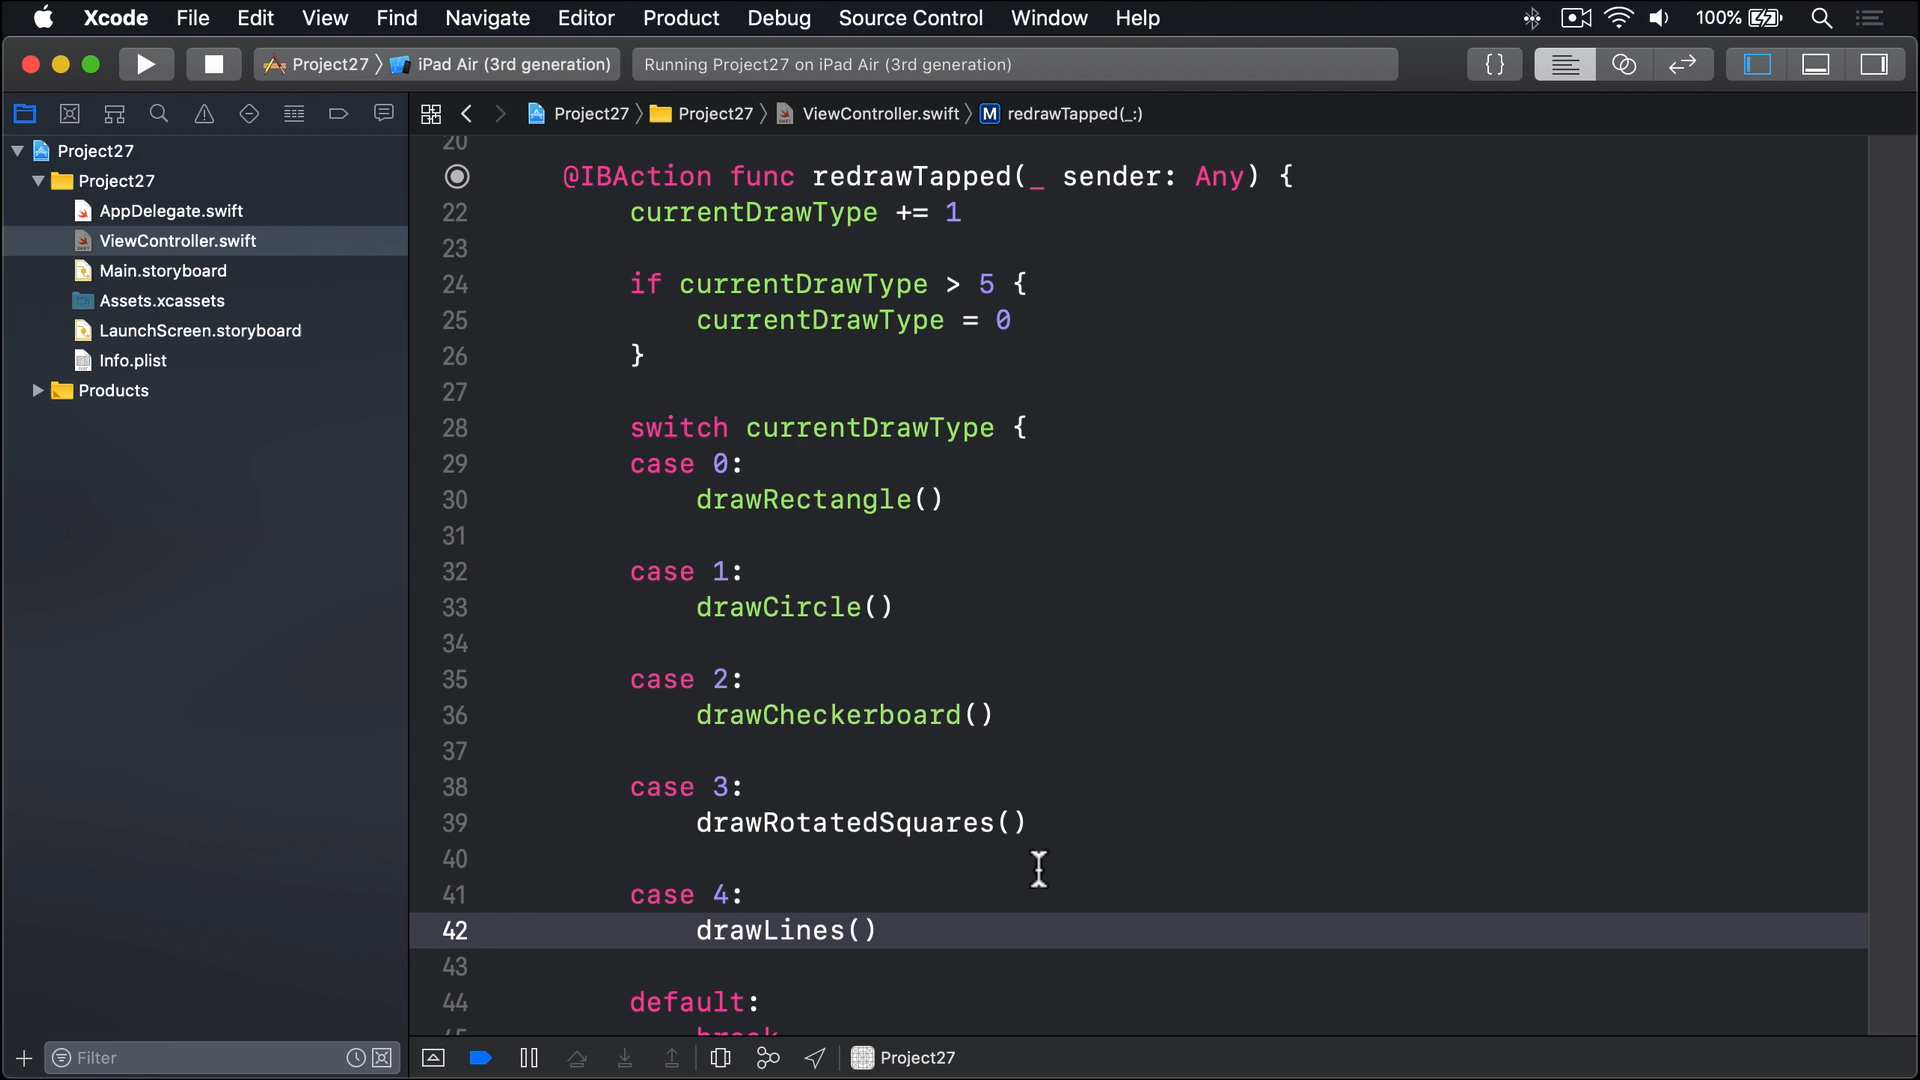 Xcode File Edit View Find Navigate Editor Product Debug Source Control Window Help 100%
Project27 iPad Air (3rd generation) Running Project27 on iPad Air (3rd generation) {}
Project27 Project27 ViewController.swift M redrawTapped(_:)
Project27
Project27
AppDelegate.swift
ViewController.swift
Main.storyboard
Assets.xcassets
LaunchScreen.storyboard
Info.plist
Products
Filter
20
@IBAction func redrawTapped(_ sender: Any) {
22 currentDrawType += 1
23
24 if currentDrawType > 5 {
25 currentDrawType = 0
26 }
27
28 switch currentDrawType {
29 case 0:
30 drawRectangle()
31
32 case 1:
33 drawCircle()
34
35 case 2:
36 drawCheckerboard()
37
38 case 3:
39 drawRotatedSquares()
40
41 case 4:
42 drawLines()
43
44 default:
45 break
Project27